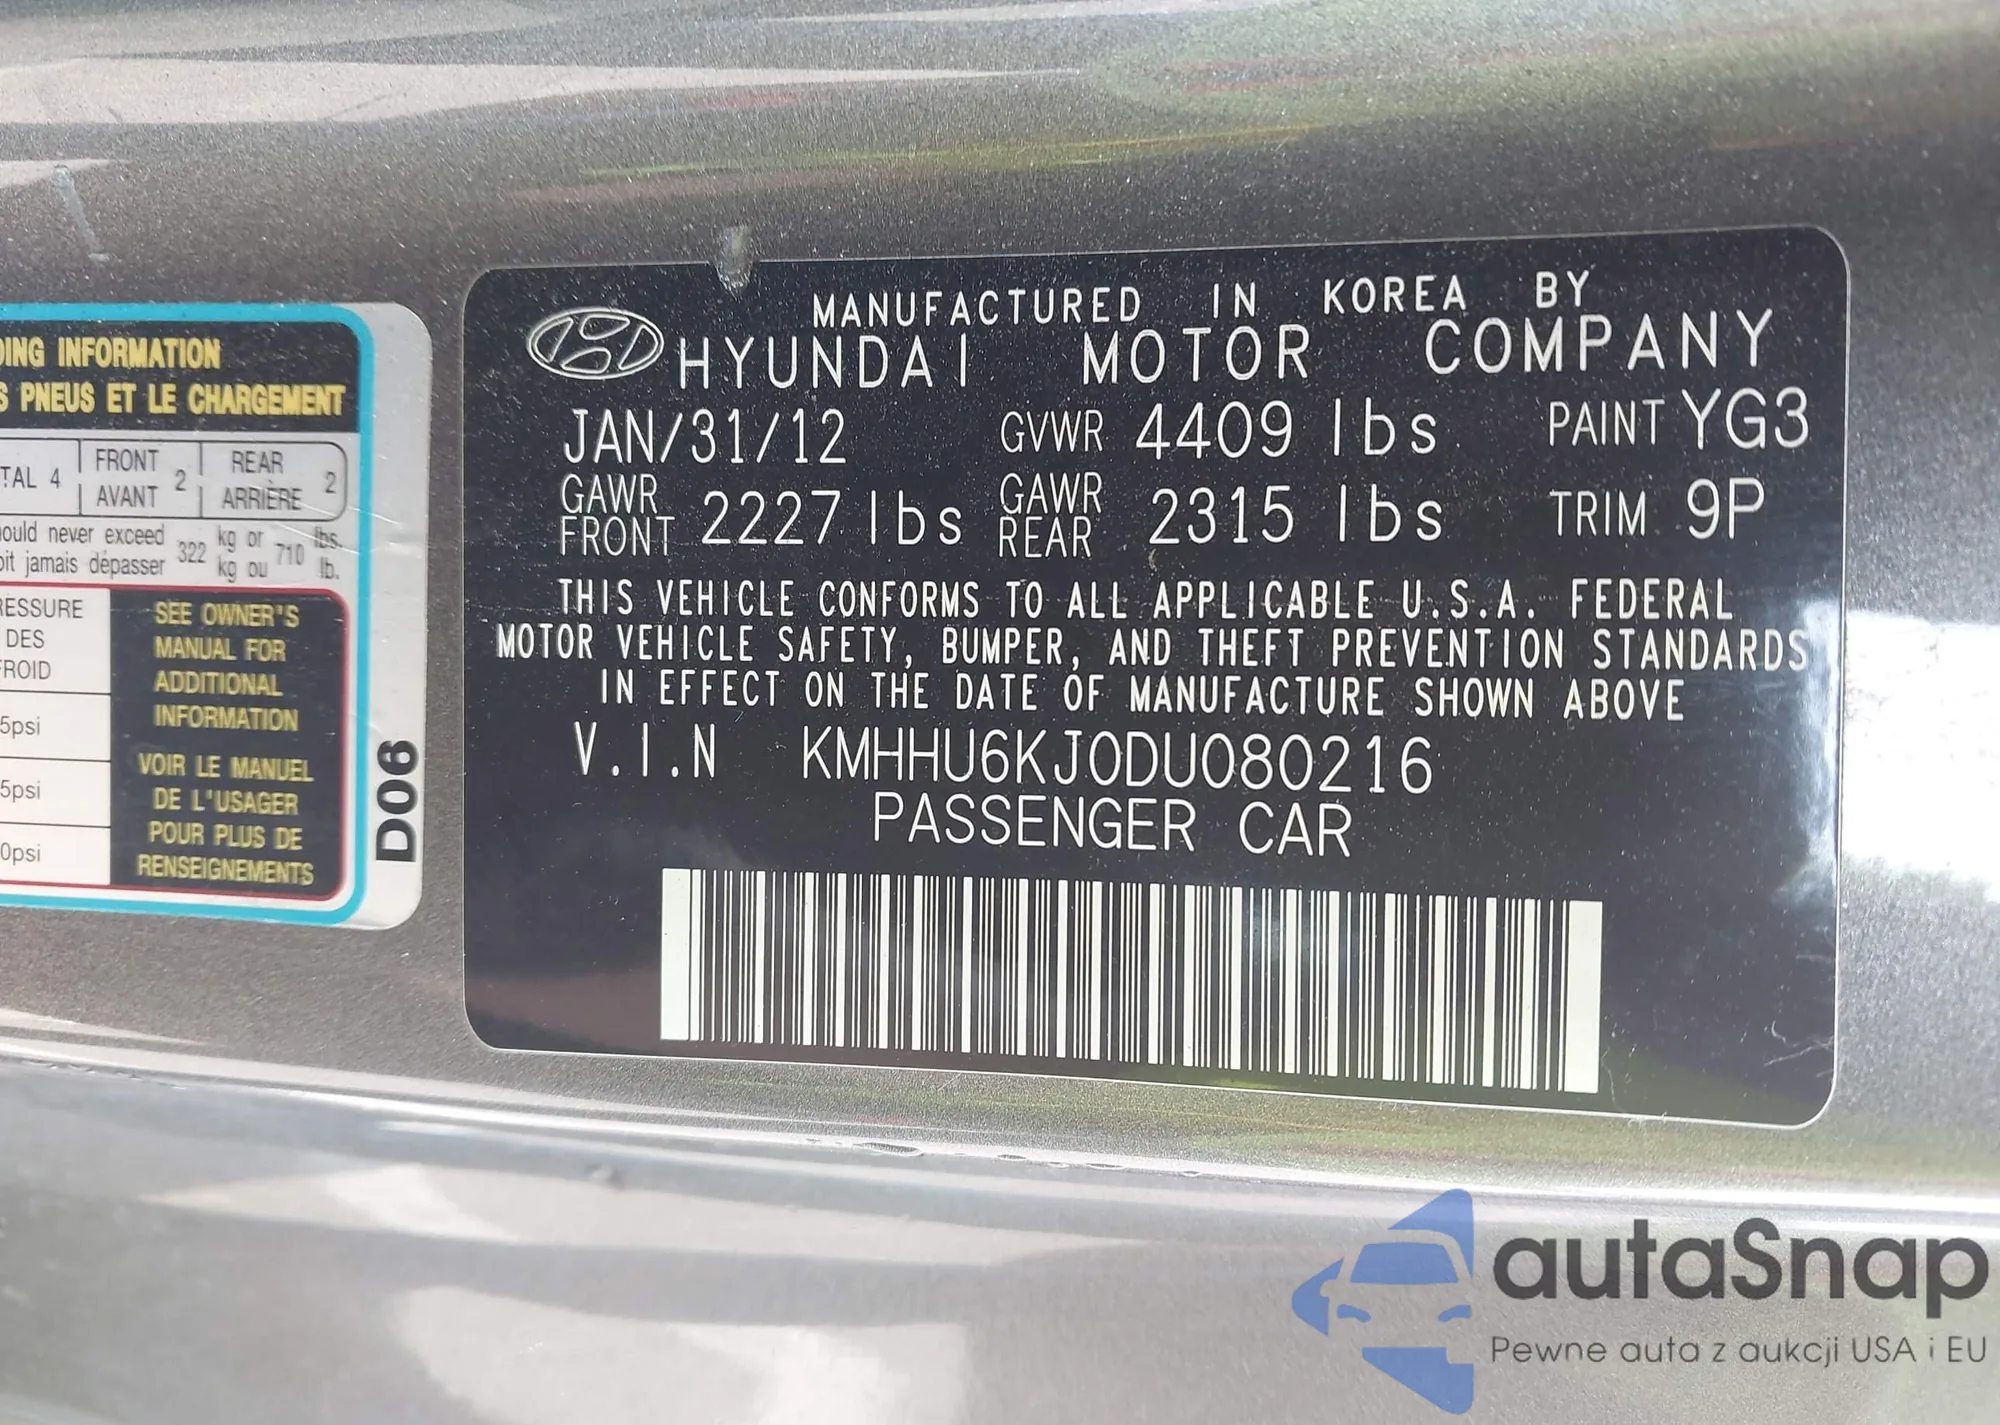 DING INFORMATION
S PNEUS ET LE CHARGEMENT
TAL 4 FRONT AVANT 2 REAR ARRIÈRE 2
ould never exceed 322 kg or 710 lbs.
oit jamais dépasser kg ou lb.
RESSURE
DES
FROID
5psi
5psi
0psi
SEE OWNER'S
MANUAL FOR
ADDITIONAL
INFORMATION
VOIR LE MANUEL
DE L'USAGER
POUR PLUS DE
RENSEIGNEMENTS
D06
MANUFACTURED IN KOREA BY
HYUNDAI MOTOR COMPANY
JAN/31/12 GVWR 4409 lbs PAINT YG3
GAWR FRONT 2227 lbs GAWR REAR 2315 lbs TRIM 9P
THIS VEHICLE CONFORMS TO ALL APPLICABLE U.S.A. FEDERAL
MOTOR VEHICLE SAFETY, BUMPER, AND THEFT PREVENTION STANDARDS
IN EFFECT ON THE DATE OF MANUFACTURE SHOWN ABOVE
V.I.N KMHHU6KJ0DU080216
PASSENGER CAR
autaSnap
Pewne auta z aukcji USA i EU